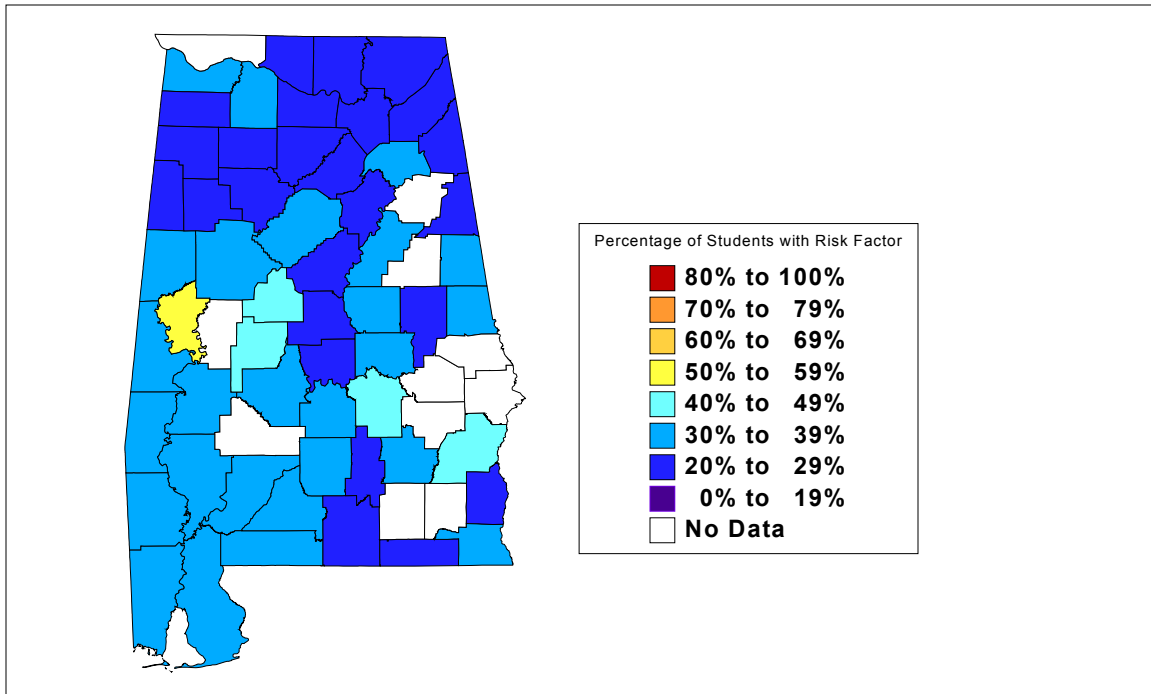 Percentage of Students with Risk Factor
80% to 100%
70% to 79%
60% to 69%
50% to 59%
40% to 49%
30% to 39%
20% to 29%
0% to 19%
No Data